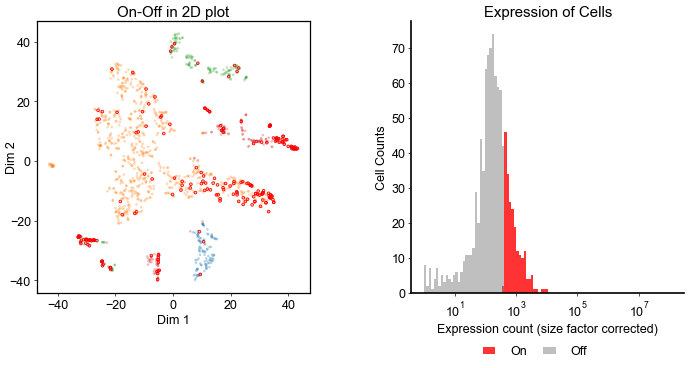 On-Off in 2D plot
40
20
0
−20
−40
Dim 2
−40
−20
0
20
40
Dim 1
Expression of Cells
70
60
50
40
30
20
10
0
Cell Counts
10^1
10^3
10^5
10^7
Expression count (size factor corrected)
On
Off